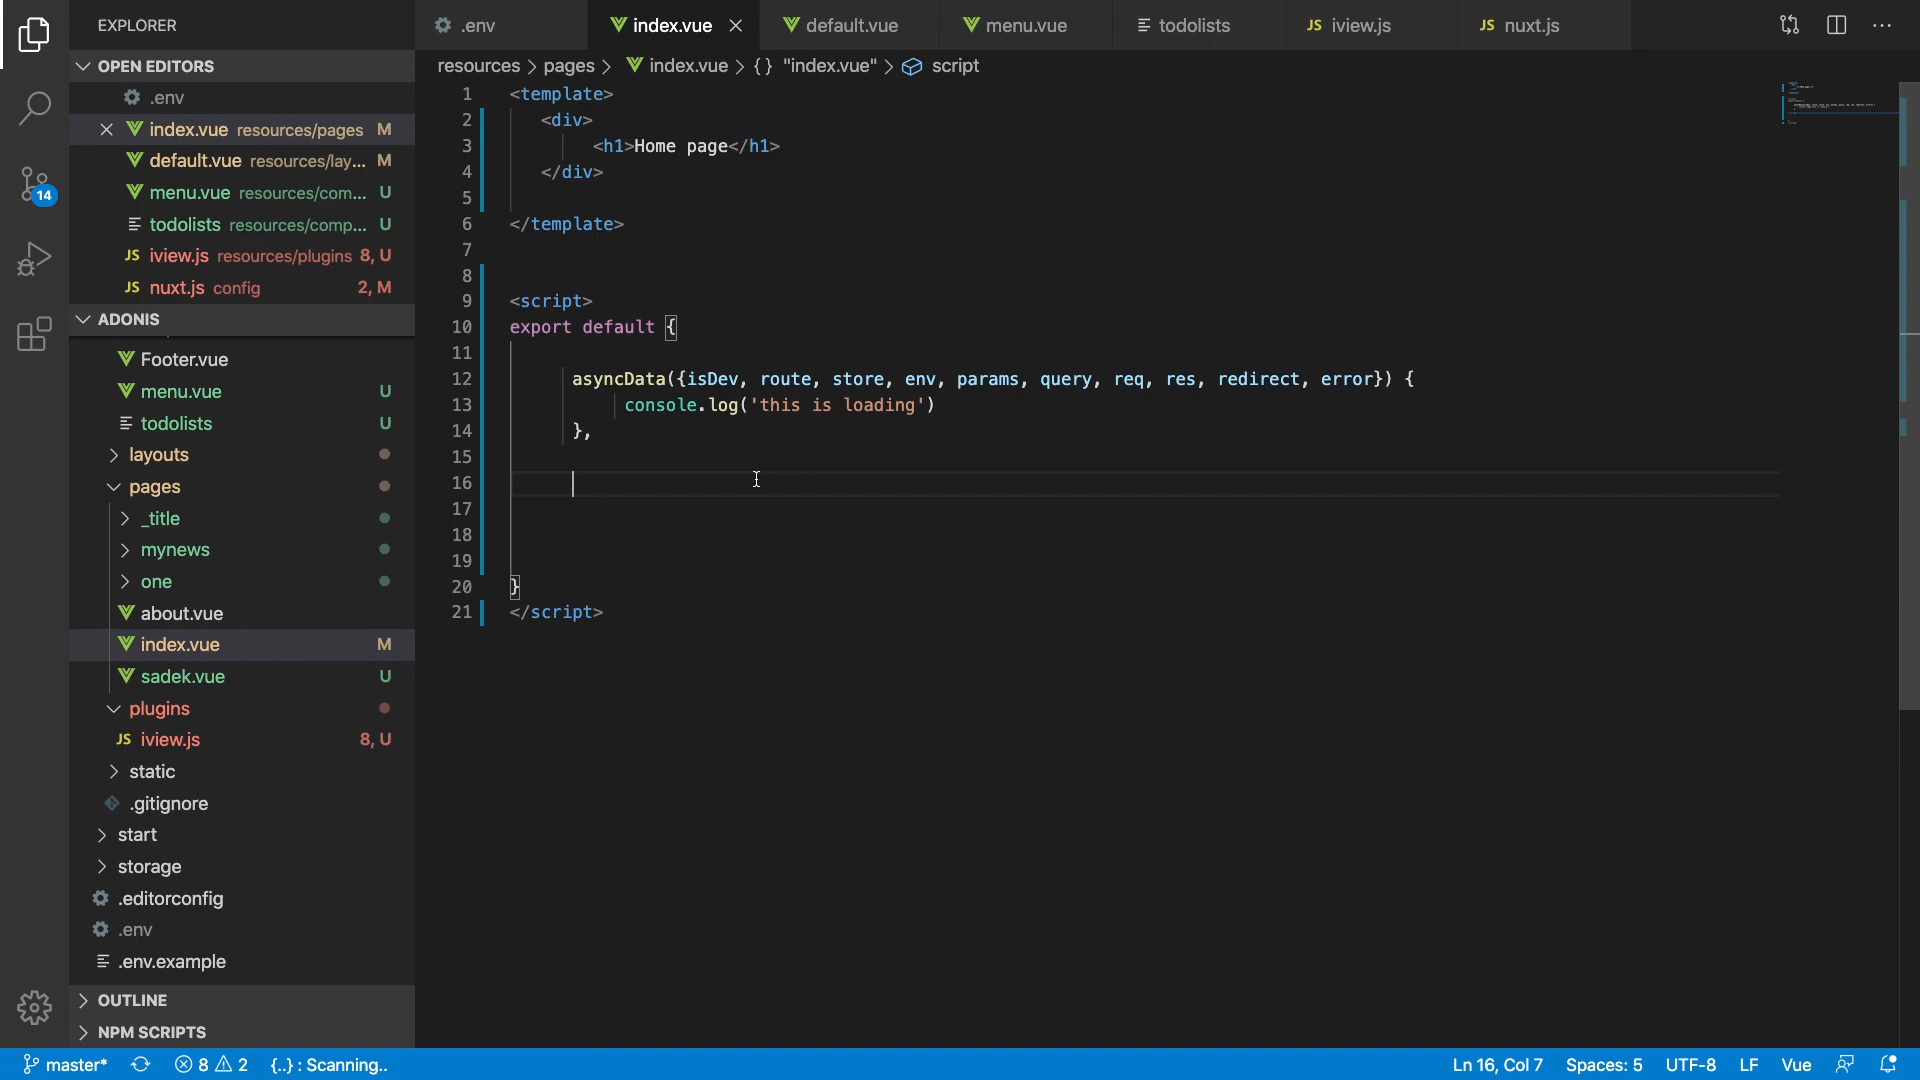 EXPLORER
OPEN EDITORS
.env
index.vue resources/pages M
default.vue resources/lay... M
menu.vue resources/com... U
todolists resources/comp... U
JS iview.js resources/plugins 8, U
JS nuxt.js config 2, M
ADONIS
Footer.vue
menu.vue U
todolists U
layouts
pages
_title
mynews
one
about.vue
index.vue M
sadek.vue U
plugins
JS iview.js 8, U
static
.gitignore
start
storage
.editorconfig
.env
.env.example
OUTLINE
NPM SCRIPTS
14
.env
index.vue
default.vue
menu.vue
todolists
JS iview.js
JS nuxt.js
resources > pages > index.vue > {} "index.vue" > script
1 <template>
2 <div>
3 <h1>Home page</h1>
4 </div>
5
6 </template>
7
8
9 <script>
10 export default {
11
12 asyncData({isDev, route, store, env, params, query, req, res, redirect, error}) {
13 console.log('this is loading')
14 },
15
16
17
18
19
20 }
21 </script>
master* 8 2 {..} : Scanning..
Ln 16, Col 7 Spaces: 5 UTF-8 LF Vue